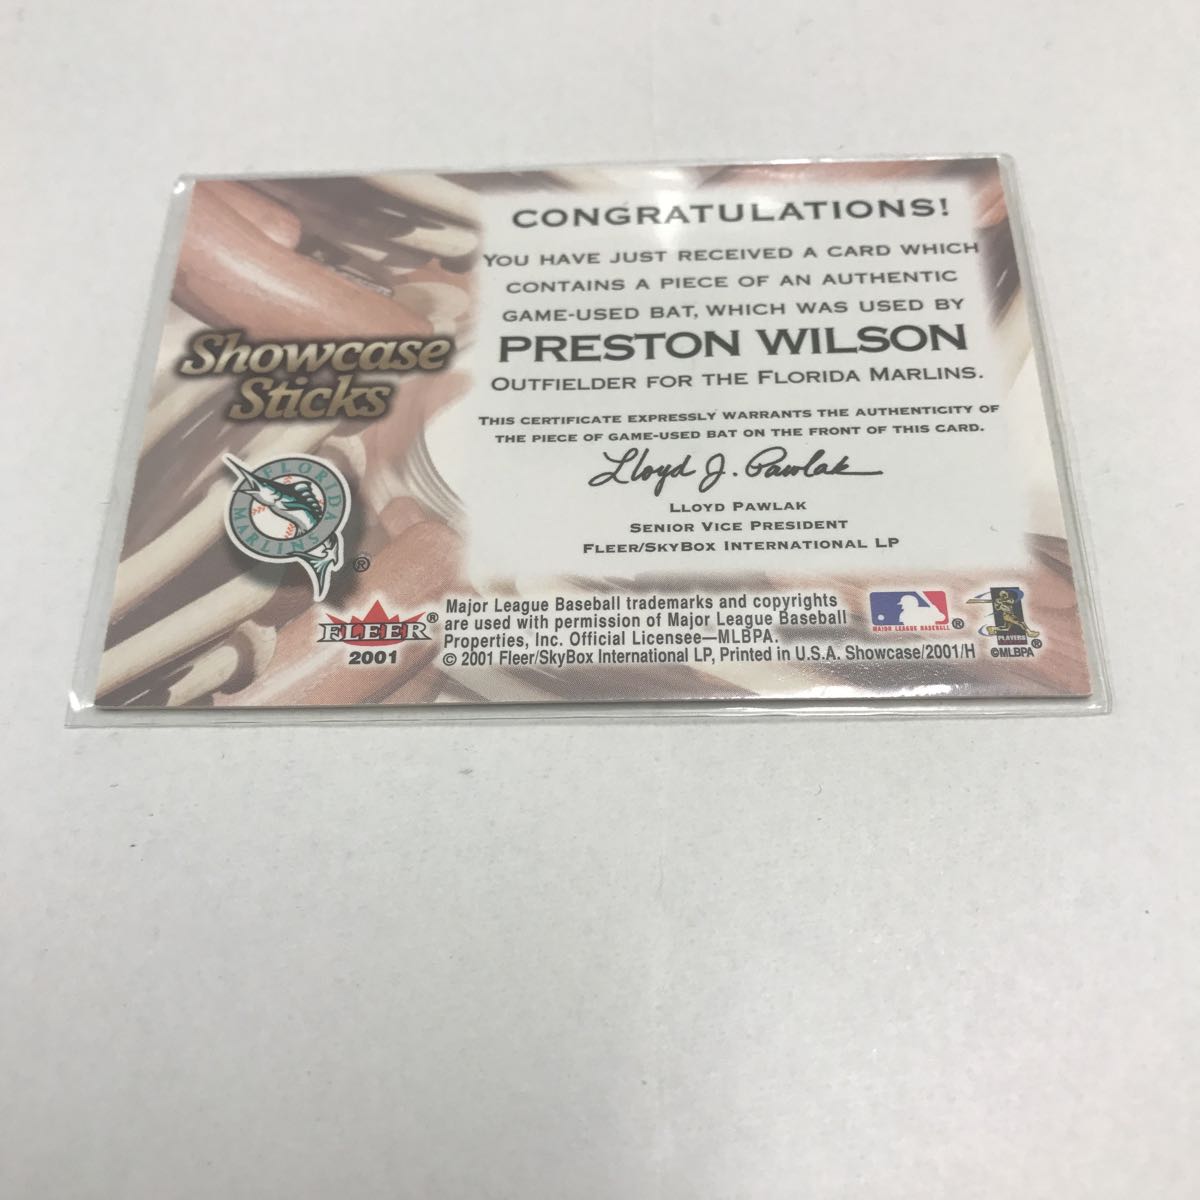 CONGRATULATIONS!
YOU HAVE JUST RECEIVED A CARD WHICH
CONTAINS A PIECE OF AN AUTHENTIC
GAME-USED BAT, WHICH WAS USED BY
PRESTON WILSON
OUTFIELDER FOR THE FLORIDA MARLINS.
THIS CERTIFICATE EXPRESSLY WARRANTS THE AUTHENTICITY OF
THE PIECE OF GAME-USED BAT ON THE FRONT OF THIS CARD.
Lloyd J. Pawlak
LLOYD PAWLAK
SENIOR VICE PRESIDENT
FLEER/SKYBOX INTERNATIONAL LP
Showcase
Sticks
FLORIDA
MARLINS
®
FLEER®
2001
Major League Baseball trademarks and copyrights
are used with permission of Major League Baseball
Properties, Inc. Official Licensee—MLBPA.
© 2001 Fleer/SkyBox International LP, Printed in U.S.A. Showcase/2001/H
MAJOR LEAGUE BASEBALL ®
PLAYERS ®
©MLBPA